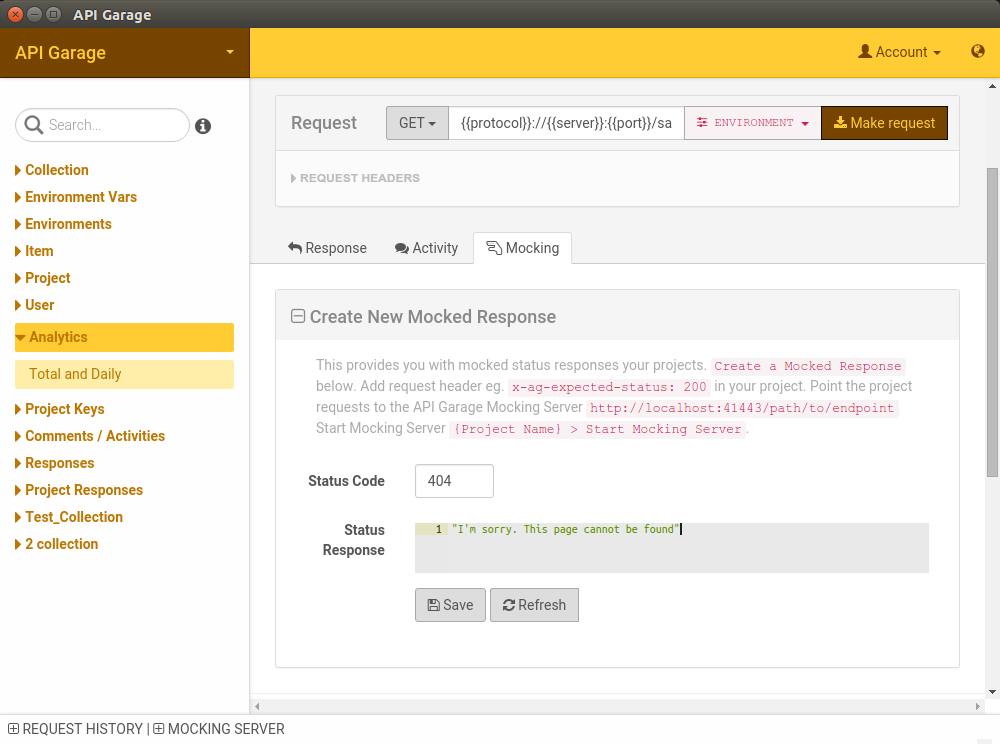 API Garage
API Garage
Account
Search...
Collection
Environment Vars
Environments
Item
Project
User
Analytics
Total and Daily
Project Keys
Comments / Activities
Responses
Project Responses
Test_Collection
2 collection
Request
GET
{{protocol}}://{{server}}:{{port}}/sa
ENVIRONMENT
Make request
REQUEST HEADERS
Response
Activity
Mocking
Create New Mocked Response
This provides you with mocked status responses your projects. Create a Mocked Response
below. Add request header eg. x-ag-expected-status: 200 in your project. Point the project
requests to the API Garage Mocking Server http://localhost:41443/path/to/endpoint
Start Mocking Server {Project Name} > Start Mocking Server.
Status Code
404
Status
Response
1 "I'm sorry. This page cannot be found"
Save
Refresh
REQUEST HISTORY | MOCKING SERVER